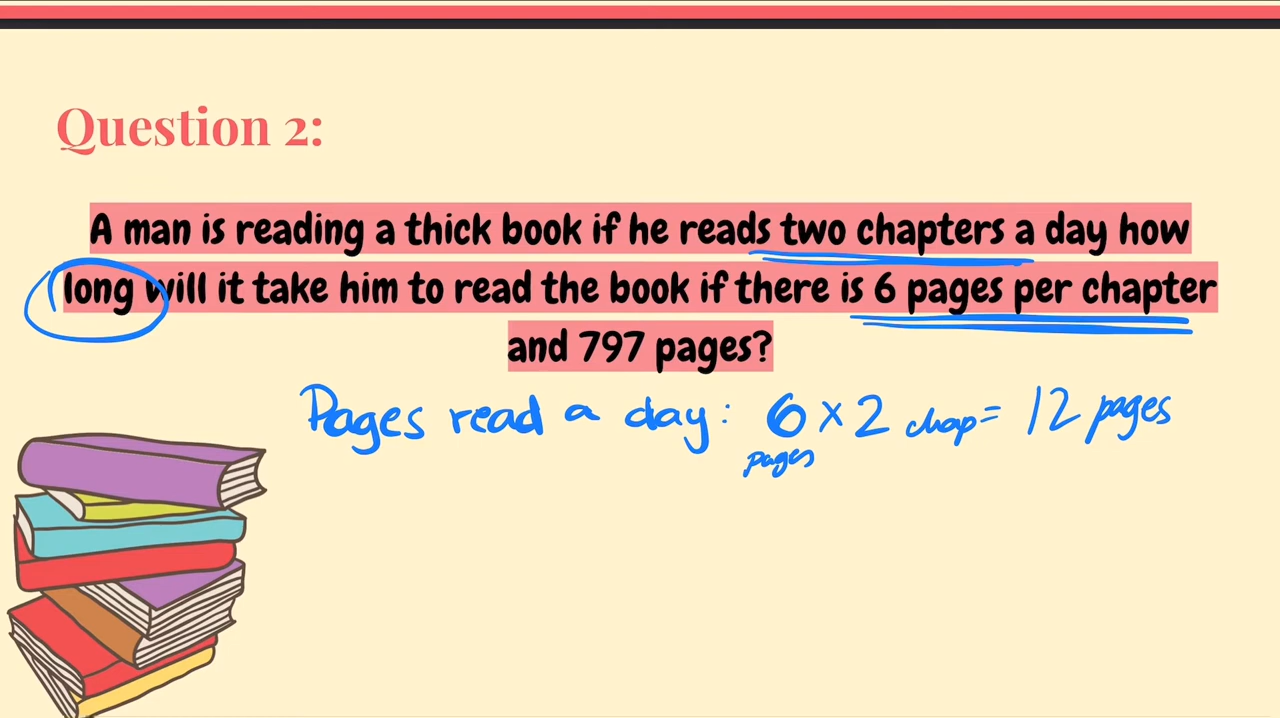 Question 2:
A man is reading a thick book if he reads two chapters a day how
long will it take him to read the book if there is 6 pages per chapter
and 797 pages?
Pages read a day: 6 × 2 chap = 12 pages
pages